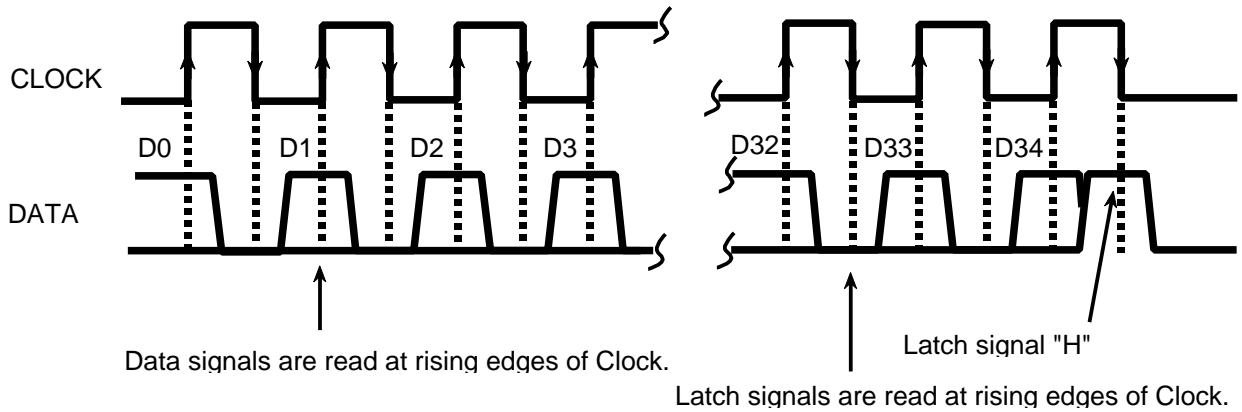 CLOCK
D0 D1 D2 D3 D32 D33 D34
DATA
Latch signal "H"
Data signals are read at rising edges of Clock.
Latch signals are read at rising edges of Clock.